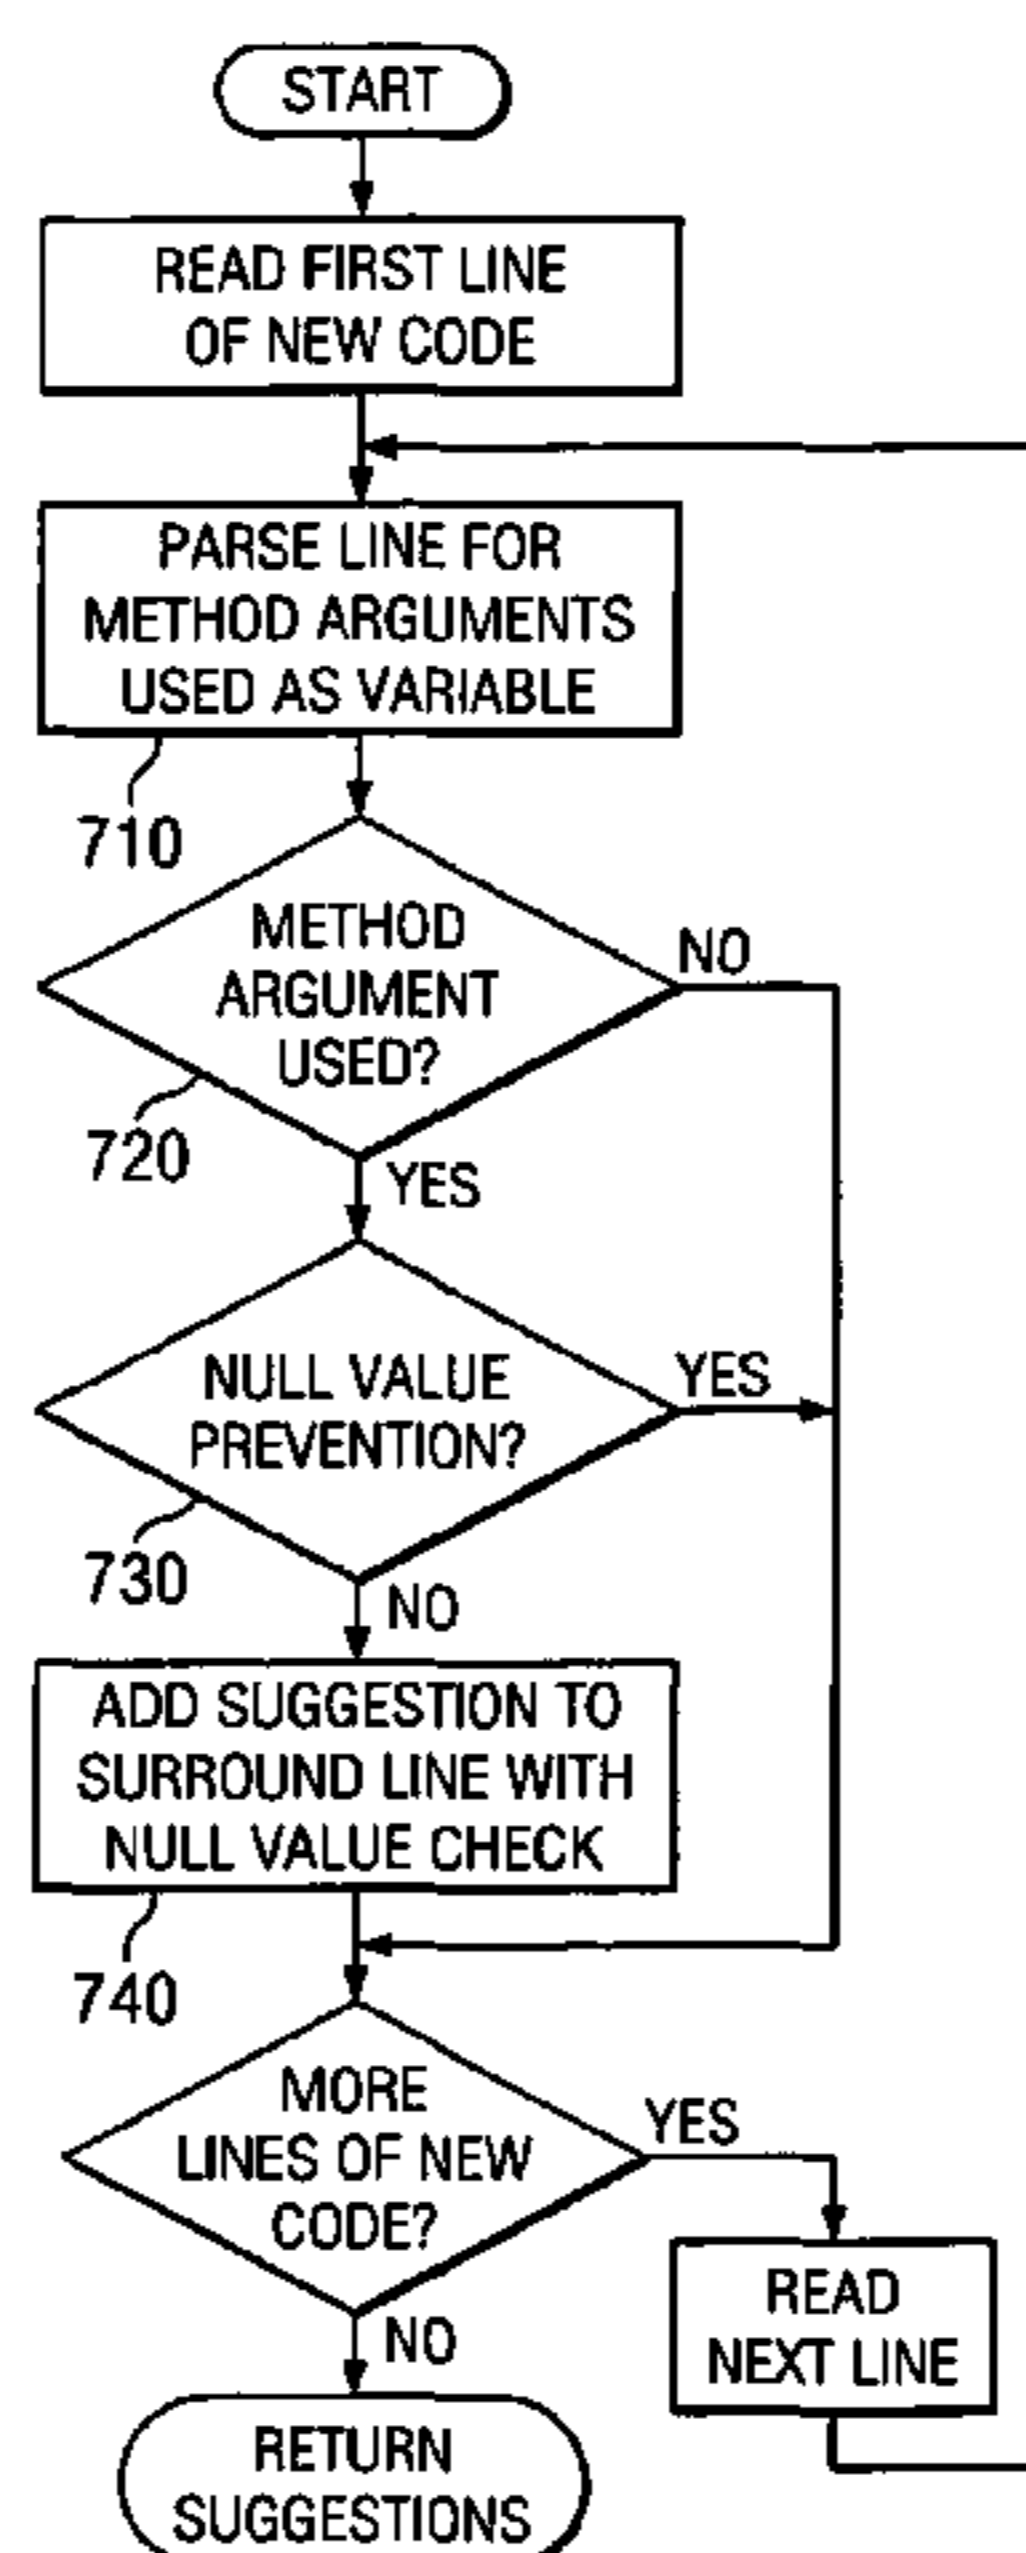 START
READ FIRST LINE
OF NEW CODE
PARSE LINE FOR
METHOD ARGUMENTS
USED AS VARIABLE
710
METHOD
ARGUMENT
USED?
NO
720
YES
NULL VALUE
PREVENTION?
YES
730
NO
ADD SUGGESTION TO
SURROUND LINE WITH
NULL VALUE CHECK
740
MORE
LINES OF NEW
CODE?
YES
READ
NEXT LINE
NO
RETURN
SUGGESTIONS